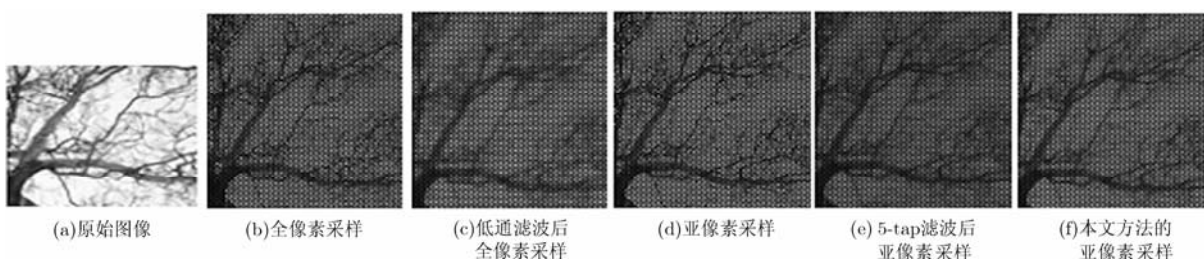 (a)原始图像
(b)全像素采样
(c)低通滤波后
全像素采样
(d)亚像素采样
(e) 5-tap滤波后
亚像素采样
(f)本文方法的
亚像素采样